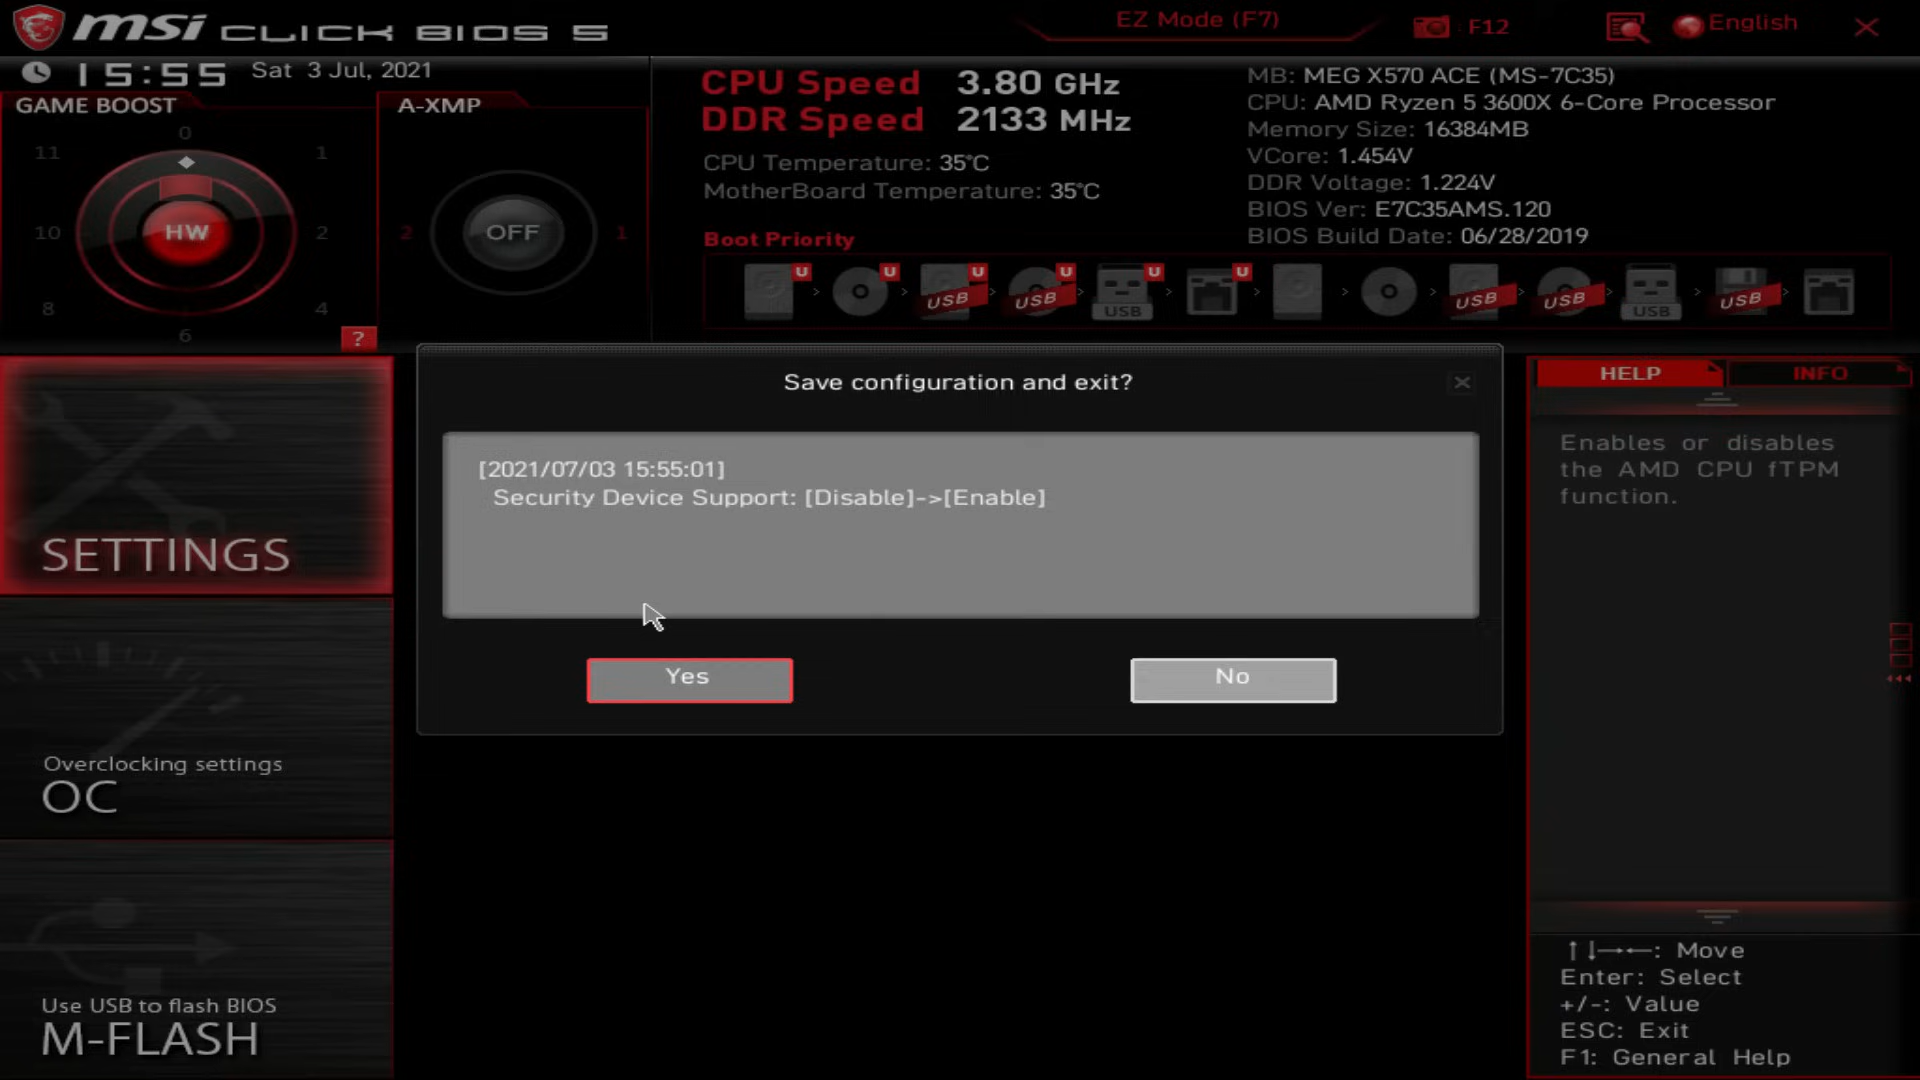 msi CLICK BIOS 5
EZ Mode (F7)
F12
English
15:55 Sat 3 Jul, 2021
GAME BOOST
0
11
1
10
HW
2
8
4
6
?
A-XMP
2
OFF
1
CPU Speed 3.80 GHz
DDR Speed 2133 MHz
CPU Temperature: 35°C
MotherBoard Temperature: 35°C
MB: MEG X570 ACE (MS-7C35)
CPU: AMD Ryzen 5 3600X 6-Core Processor
Memory Size: 16384MB
VCore: 1.454V
DDR Voltage: 1.224V
BIOS Ver: E7C35AMS.120
BIOS Build Date: 06/28/2019
Boot Priority
U U U U U U
USB USB USB USB USB USB USB
SETTINGS
Overclocking settings
OC
Use USB to flash BIOS
M-FLASH
Save configuration and exit?
[2021/07/03 15:55:01]
Security Device Support: [Disable]->[Enable]
Yes No
HELP INFO
Enables or disables
the AMD CPU fTPM
function.
↑↓→←: Move
Enter: Select
+/-: Value
ESC: Exit
F1: General Help